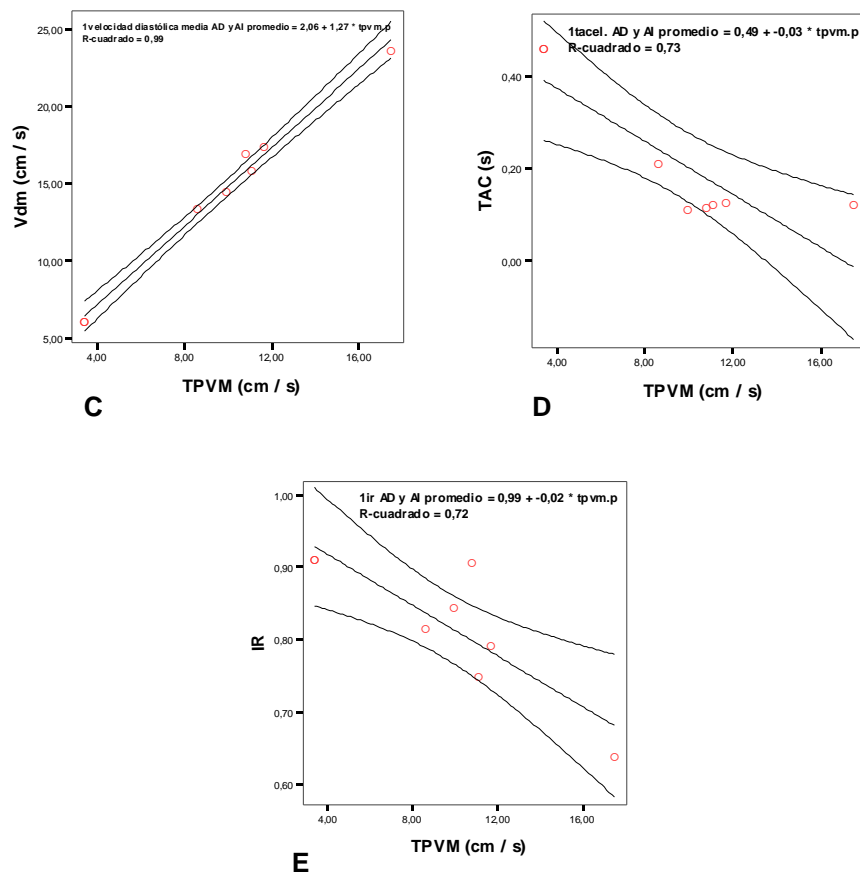 1velocidad diastólica media AD y AI promedio = 2,06 + 1,27 * tpvm.p
R-cuadrado = 0,99
25,00
20,00
15,00
10,00
5,00
Vdm (cm / s)
4,00 8,00 12,00 16,00
TPVM (cm / s)
C
1tacel. AD y AI promedio = 0,49 + -0,03 * tpvm.p
R-cuadrado = 0,73
0,40
0,20
0,00
TAC (s)
4,00 8,00 12,00 16,00
TPVM (cm / s)
D
1ir AD y AI promedio = 0,99 + -0,02 * tpvm.p
R-cuadrado = 0,72
1,00
0,90
0,80
0,70
0,60
IR
4,00 8,00 12,00 16,00
TPVM (cm / s)
E